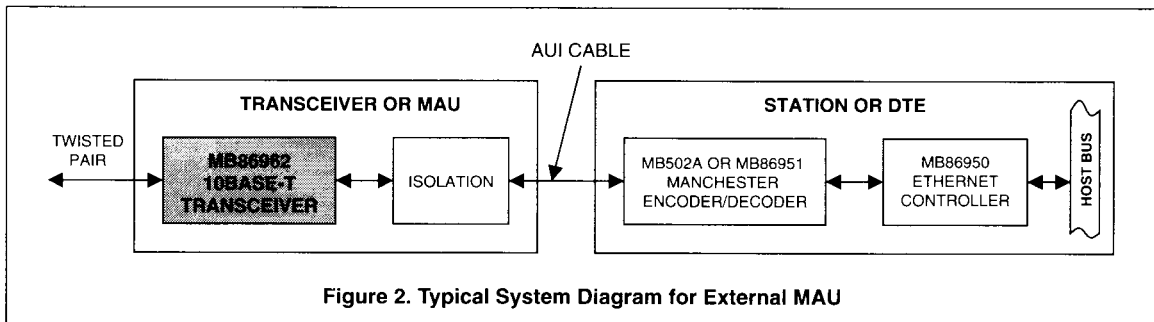 AUI CABLE
TRANSCEIVER OR MAU
STATION OR DTE
TWISTED
PAIR
MB86962
10BASE-T
TRANSCEIVER
ISOLATION
MB502A OR MB86951
MANCHESTER
ENCODER/DECODER
MB86950
ETHERNET
CONTROLLER
HOST BUS
Figure 2. Typical System Diagram for External MAU